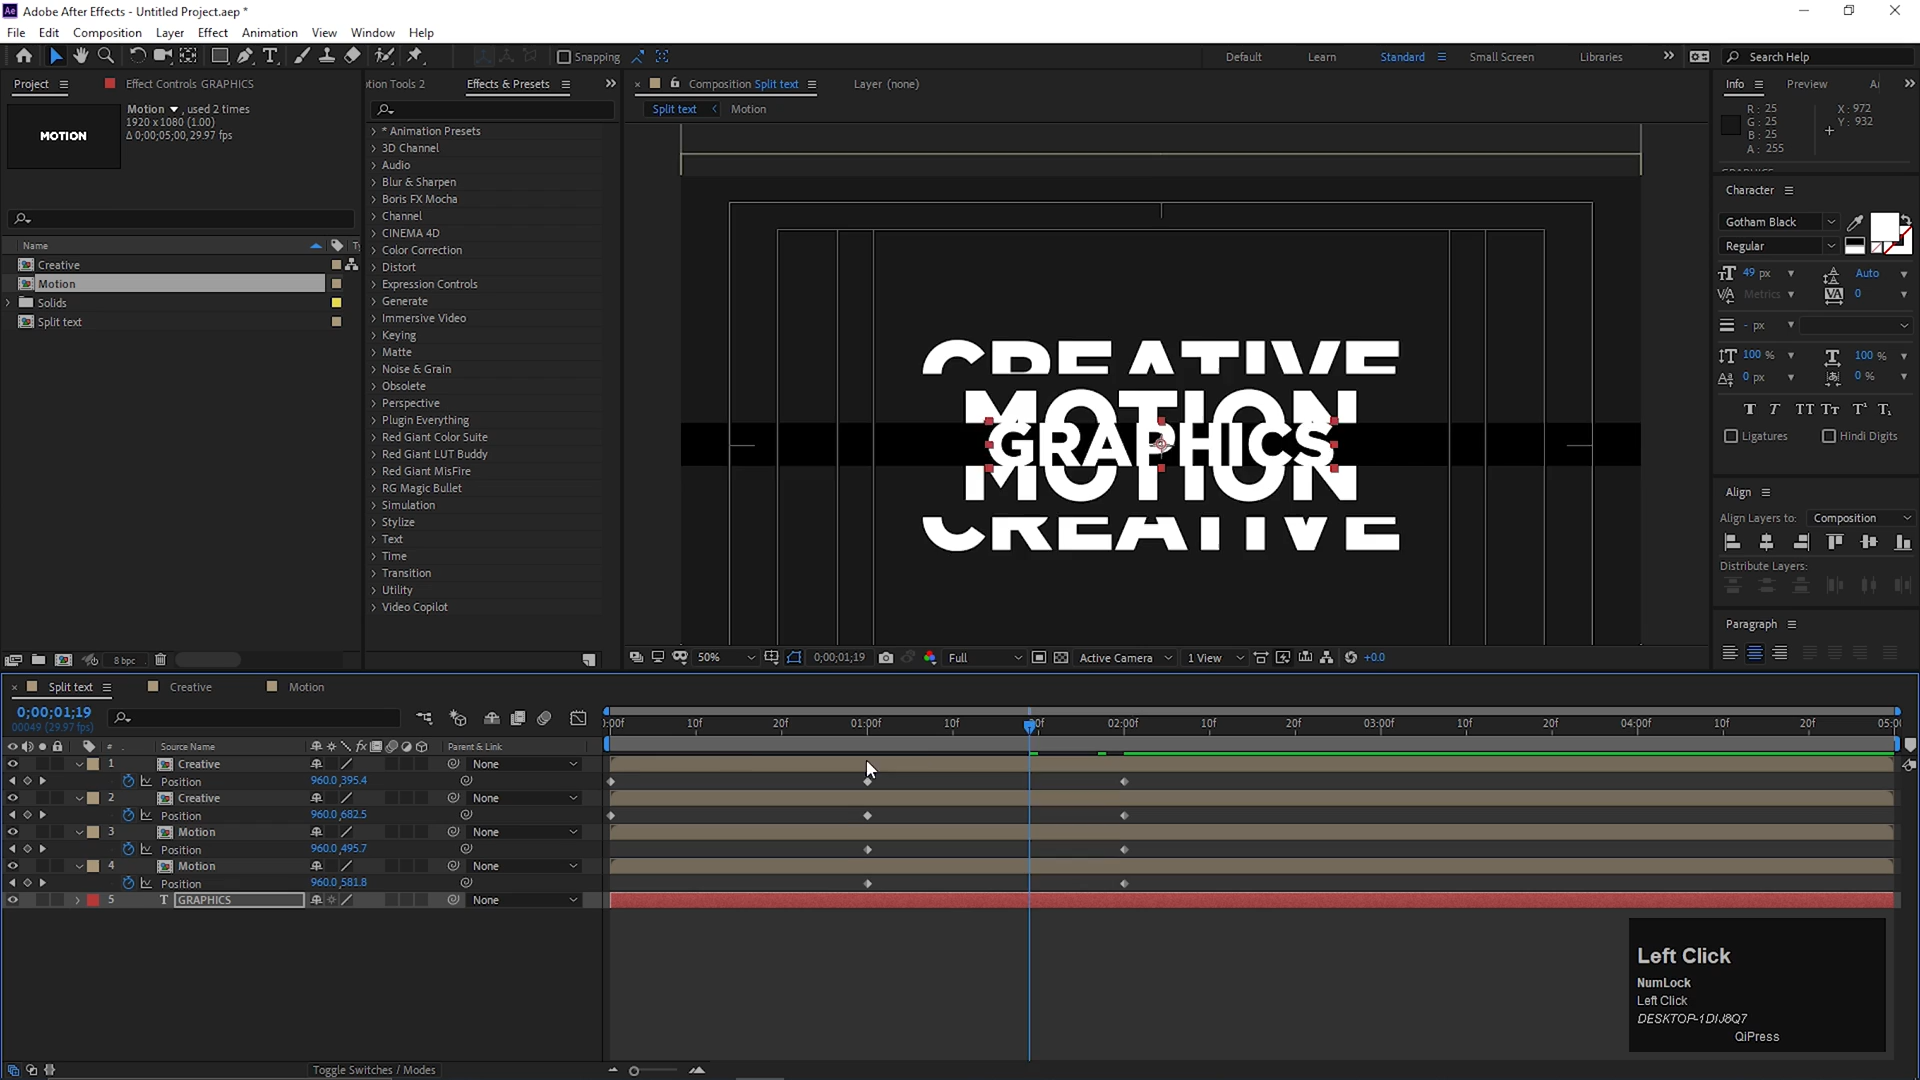 Adobe After Effects - Untitled Project.aep *
File Edit Composition Layer Effect Animation View Window Help
Snapping Default Learn Standard Small Screen Libraries Search Help
Project Effect Controls GRAPHICS
Motion , used 2 times
1920 x 1080 (1.00)
Δ 0;00;05;00, 29.97 fps
MOTION
Name
Creative
Motion
Solids
Split text
8 bpc
Effects & Presets
* Animation Presets
3D Channel
Audio
Blur & Sharpen
Boris FX Mocha
Channel
CINEMA 4D
Color Correction
Distort
Expression Controls
Generate
Immersive Video
Keying
Matte
Noise & Grain
Obsolete
Perspective
Plugin Everything
Red Giant Color Suite
Red Giant LUT Buddy
Red Giant MisFire
RG Magic Bullet
Simulation
Stylize
Text
Time
Transition
Utility
Video Copilot
Composition Split text Layer (none)
Split text Motion
CREATIVE
MOTION
GRAPHICS
MOTION
CREATIVE
50% 0;00;01;19 Full Active Camera 1 View +0.0
Info Preview
R: 25 X: 972
G: 25 Y: 932
B: 25
A: 255
Character
Gotham Black
Regular
49 px Auto
Metrics 0
- px
100 % 100 %
0 px 0 %
Ligatures Hindi Digits
Align
Align Layers to: Composition
Distribute Layers:
Paragraph
Split text Creative Motion
0;00;01;19
00049 (29.97 fps)
:00f 10f 20f 01:00f 10f 20f 02:00f 10f 20f 03:00f 10f 20f 04:00f 10f 20f 05:0
# Source Name Parent & Link
1 Creative None
Position 960.0,395.4
2 Creative None
Position 960.0,682.5
3 Motion None
Position 960.0,495.7
4 Motion None
Position 960.0,581.8
5 T GRAPHICS None
Toggle Switches / Modes
Left Click
NumLock
Left Click
DESKTOP-1DIJ8Q7
QiPress